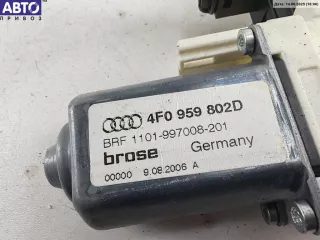 АВТО
ПРИВОЗ
4F0 959 802D
BRF 1101-997008-201
brose Germany
00000 9.08.2006 A